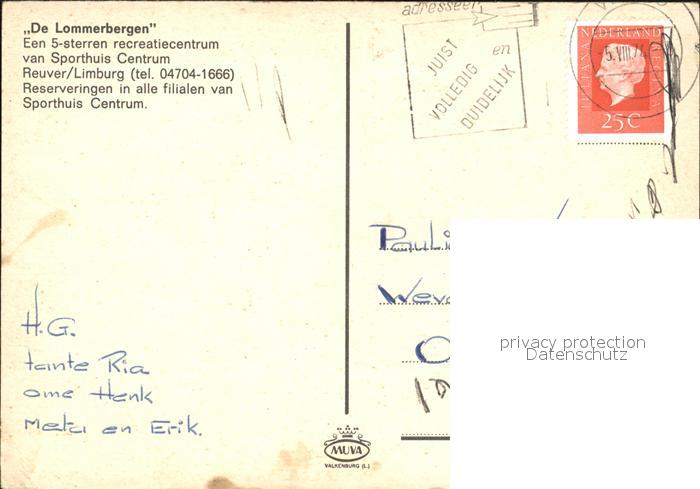 „De Lommerbergen"
Een 5-sterren recreatiecentrum
van Sporthuis Centrum
Reuver/Limburg (tel. 04704-1666)
Reserveringen in alle filialen van
Sporthuis Centrum.
adresseer
JUIST
en
VOLLEDIG
DUIDELIJK
NEDERLAND
JULIANA REGINA
25C
H.G.
tante Ria
ome Henk
Meta en Erik.
MUVA
VALKENBURG (L.)
privacy protection
Datenschutz